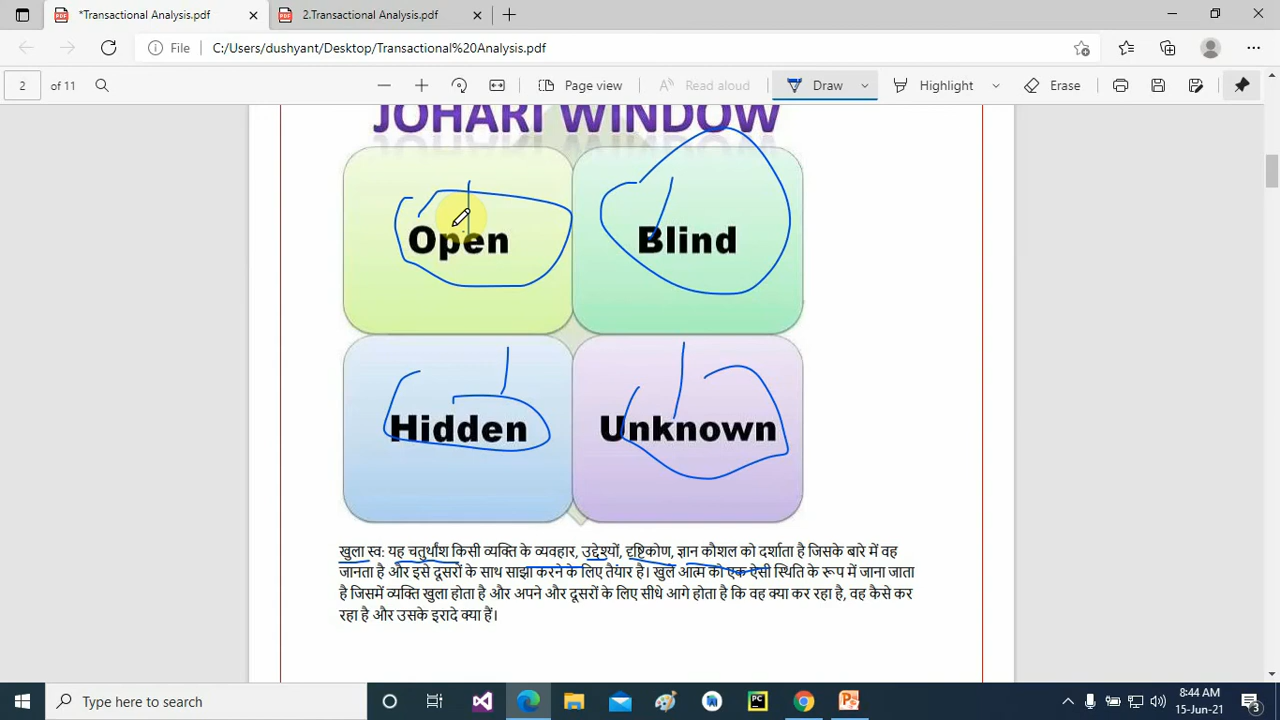 *Transactional Analysis.pdf
2.Transactional Analysis.pdf
File C:/Users/dushyant/Desktop/Transactional%20Analysis.pdf
2 of 11 Page view Read aloud Draw Highlight Erase
JOHARI WINDOW
Open Blind
Hidden Unknown
खुला स्व: यह चतुर्थांश किसी व्यक्ति के व्यवहार, उद्देश्यों, दृष्टिकोण, ज्ञान कौशल को दर्शाता है जिसके बारे में वह
जानता है और इसे दूसरों के साथ साझा करने के लिए तैयार है। खुले आत्म को एक ऐसी स्थिति के रूप में जाना जाता
है जिसमें व्यक्ति खुला होता है और अपने और दूसरों के लिए सीधे आगे होता है कि वह क्या कर रहा है, वह कैसे कर
रहा है और उसके इरादे क्या हैं।
Type here to search
8:44 AM
15-Jun-21
3